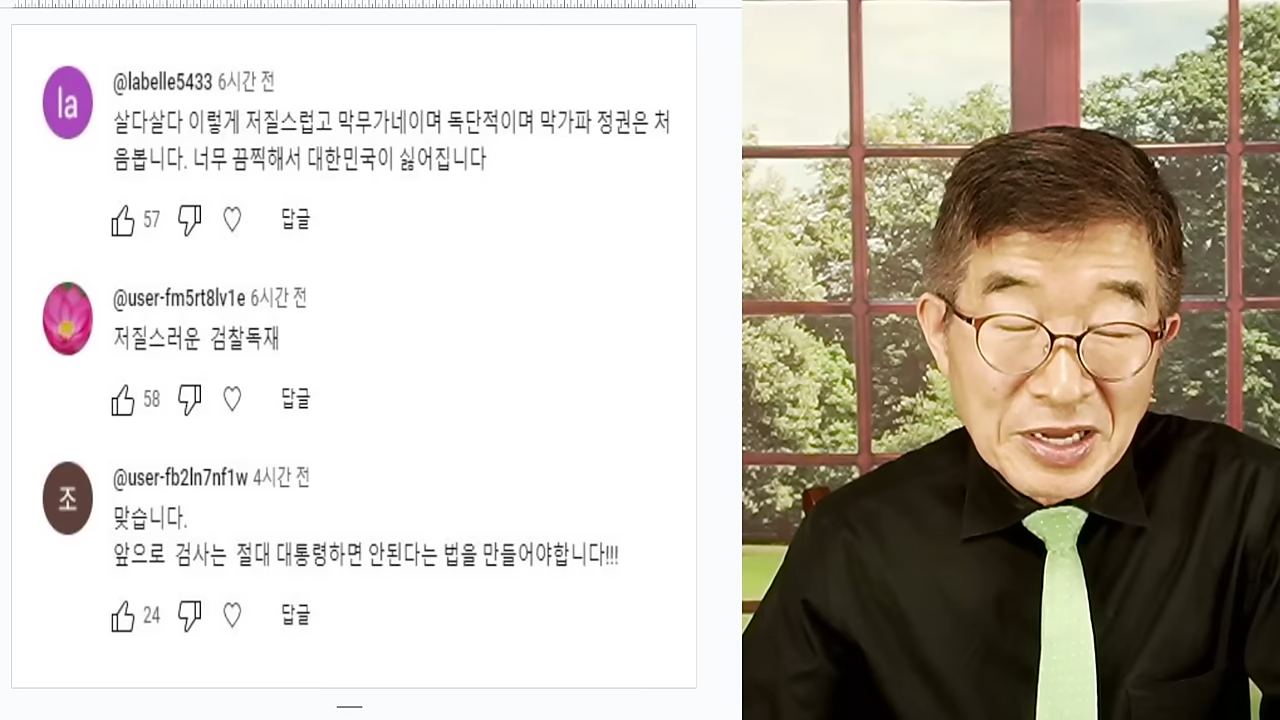 la
@labelle5433 6시간 전
살다살다 이렇게 저질스럽고 막무가네이며 독단적이며 막가파 정권은 처
음봅니다. 너무 끔찍해서 대한민국이 싫어집니다
57
답글
@user-fm5rt8lv1e 6시간 전
저질스러운 검찰독재
58
답글
조
@user-fb2ln7nf1w 4시간 전
맞습니다.
앞으로 검사는 절대 대통령하면 안된다는 법을 만들어야합니다!!!
24
답글